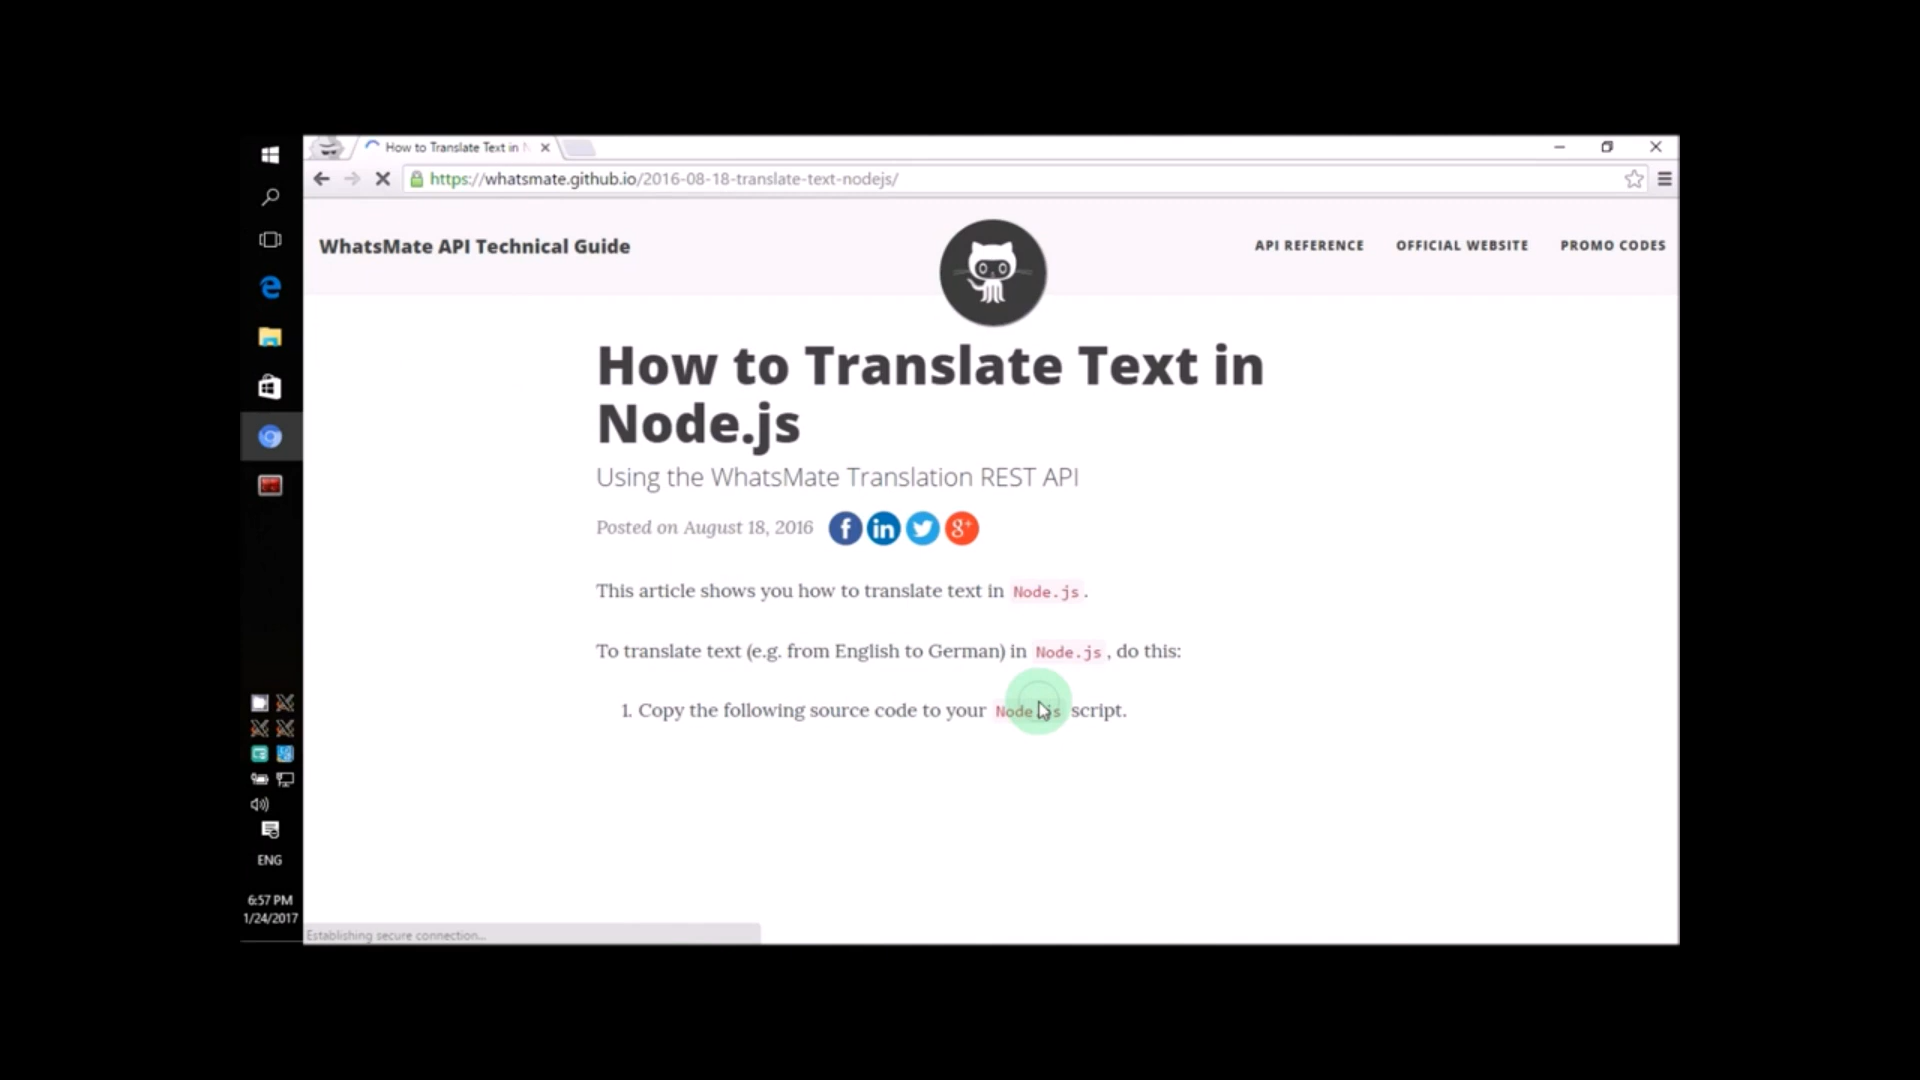 How to Translate Text in
https://whatsmate.github.io/2016-08-18-translate-text-nodejs/
WhatsMate API Technical Guide
API REFERENCE OFFICIAL WEBSITE PROMO CODES
How to Translate Text in
Node.js
Using the WhatsMate Translation REST API
Posted on August 18, 2016
This article shows you how to translate text in Node.js.
To translate text (e.g. from English to German) in Node.js, do this:
1. Copy the following source code to your Node.js script.
ENG
6:57 PM
1/24/2017
Establishing secure connection...